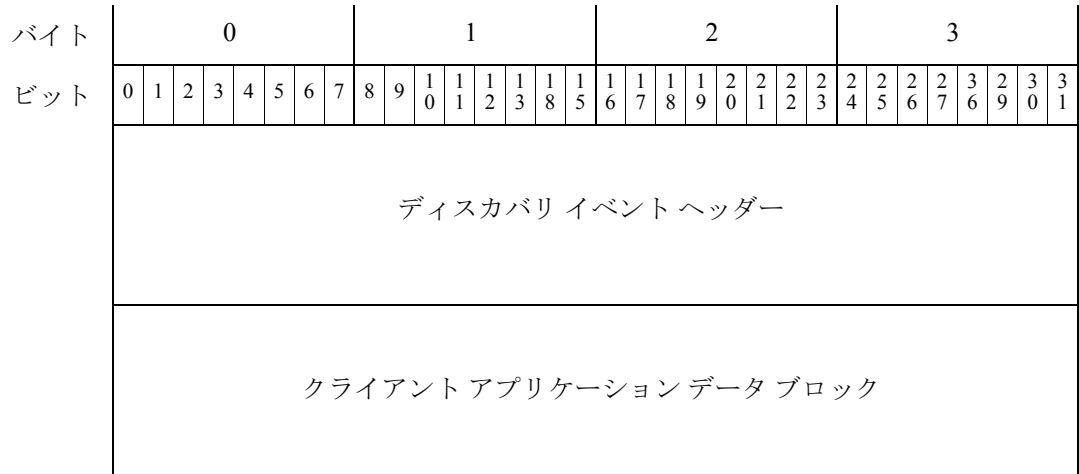 バイト 0 1 2 3
ビット 0 1 2 3 4 5 6 7 8 9 10 11 12 13 18 15 16 17 18 19 20 21 22 23 24 25 26 27 36 29 30 31
ディスカバリ イベント ヘッダー
クライアント アプリケーション データ ブロック